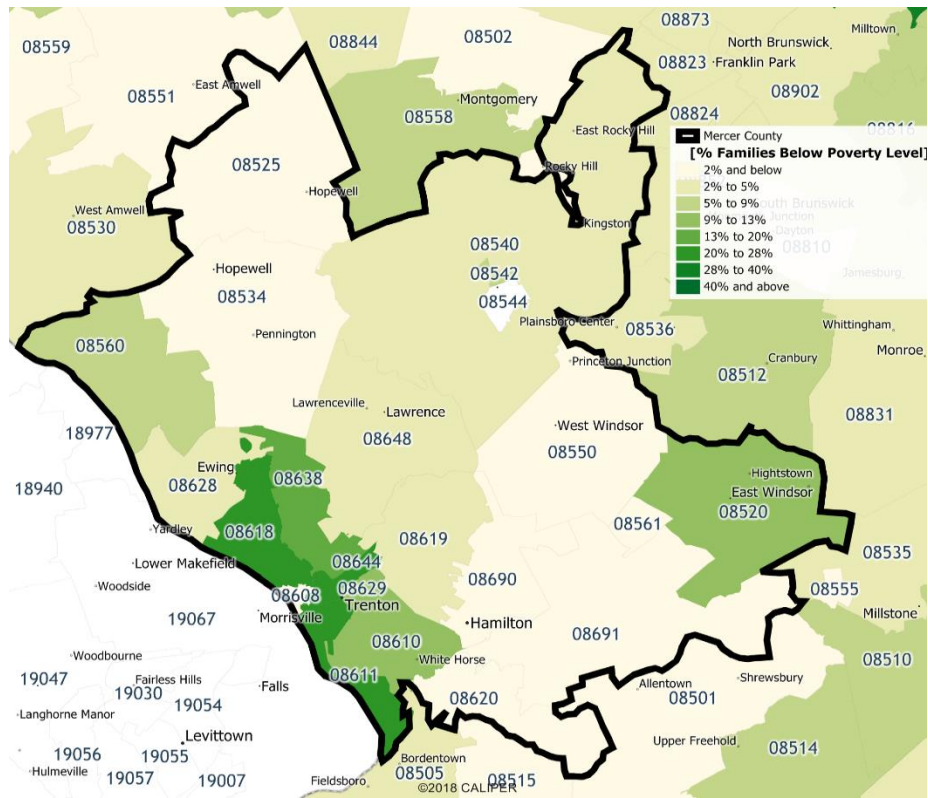 08873
Milltown
08559
08844
08502
North Brunswick
08823
Franklin Park
East Amwell
08551
08902
Montgomery
08558
08824
08816
East Rocky Hill
Mercer County
[% Families Below Poverty Level]
2% and below
2% to 5%
5% to 9%
9% to 13%
13% to 20%
20% to 28%
28% to 40%
40% and above
08525
Rocky Hill
Hopewell
South Brunswick
Junction
Dayton
08810
Jamesburg
West Amwell
08530
Kingston
08540
Hopewell
08542
08534
08544
Plainsboro Center
08536
Whittingham
Pennington
08560
Monroe
Princeton Junction
Cranbury
08512
Lawrenceville
Lawrence
08831
West Windsor
18977
08648
08550
Ewing
Hightstown
18940
08628
08638
East Windsor
08520
Yardley
08618
08561
08619
08535
Lower Makefield
08644
Woodside
08690
08629
08555
08608
Trenton
Morrisville
Millstone
19067
Hamilton
08691
08610
Woodbourne
White Horse
08510
08611
19047
Fairless Hills
Shrewsbury
19030
Falls
Allentown
19054
08620
08501
Langhorne Manor
Levittown
Upper Freehold
08514
19056
19055
Bordentown
Hulmeville
19057
19007
08505
08515
Fieldsboro
©2018 CALIPER